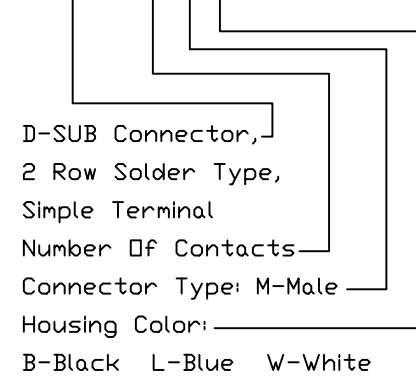 D-SUB Connector,
2 Row Solder Type,
Simple Terminal
Number Of Contacts
Connector Type: M-Male
Housing Color:
B-Black L-Blue W-White